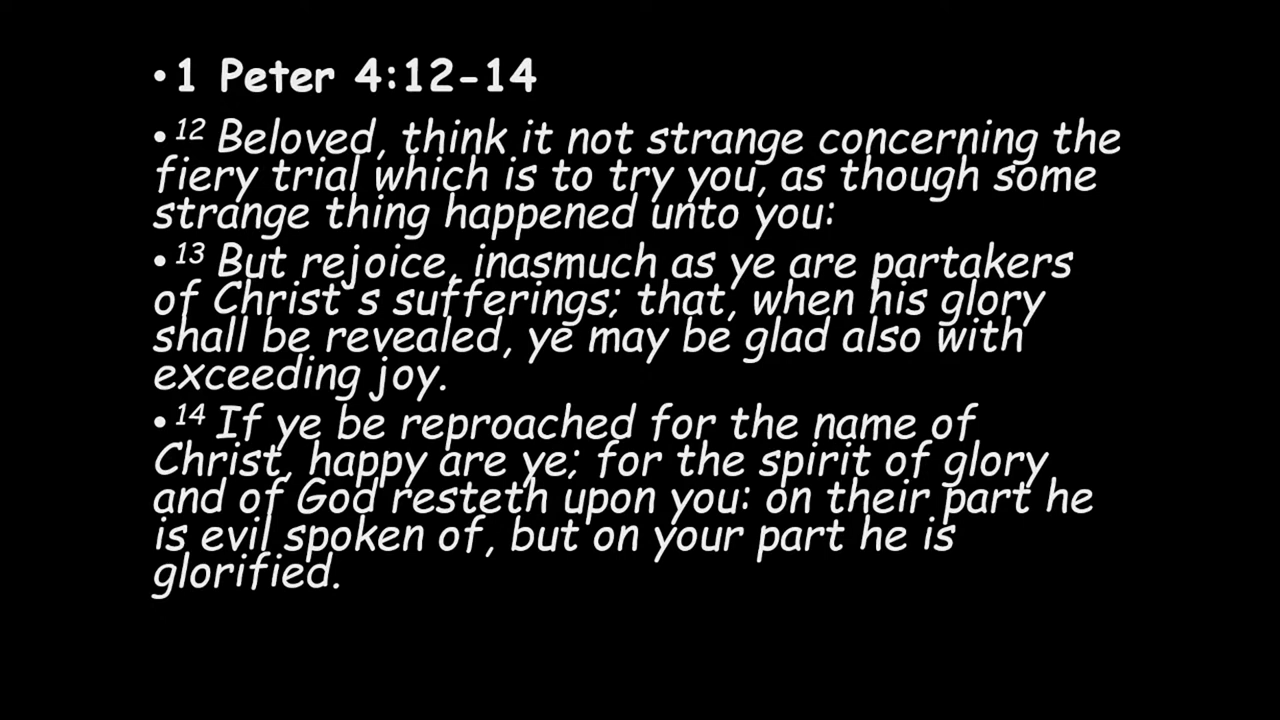 •1 Peter 4:12-14
•12 Beloved, think it not strange concerning the
fiery trial which is to try you, as though some
strange thing happened unto you:
•13 But rejoice, inasmuch as ye are partakers
of Christ s sufferings; that, when his glory
shall be revealed, ye may be glad also with
exceeding joy.
•14 If ye be reproached for the name of
Christ, happy are ye; for the spirit of glory
and of God resteth upon you: on their part he
is evil spoken of, but on your part he is
glorified.